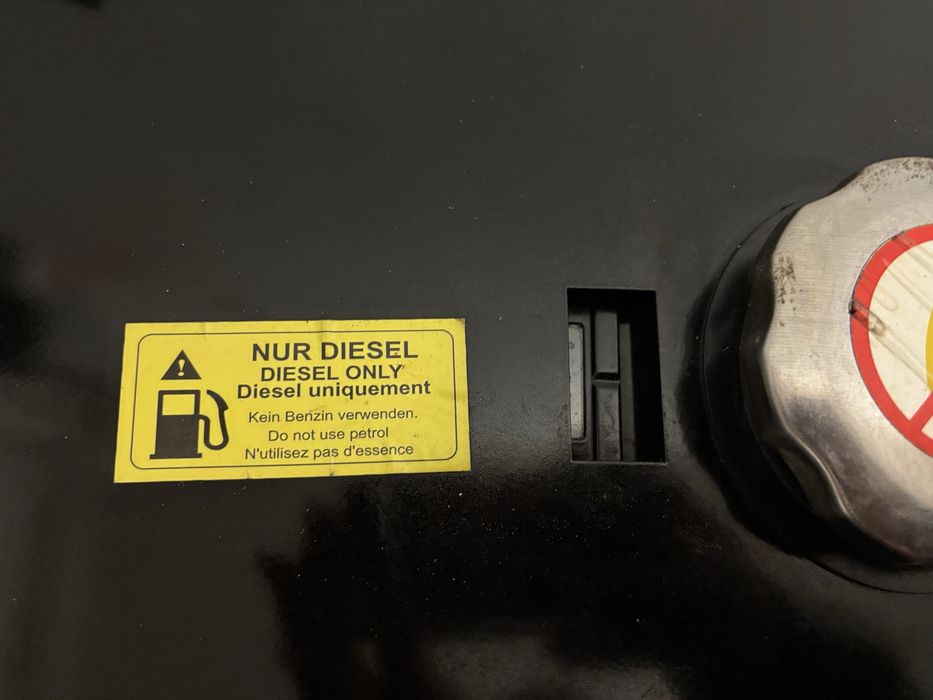 NUR DIESEL
DIESEL ONLY
Diesel uniquement
Kein Benzin verwenden.
Do not use petrol
N'utilisez pas d'essence